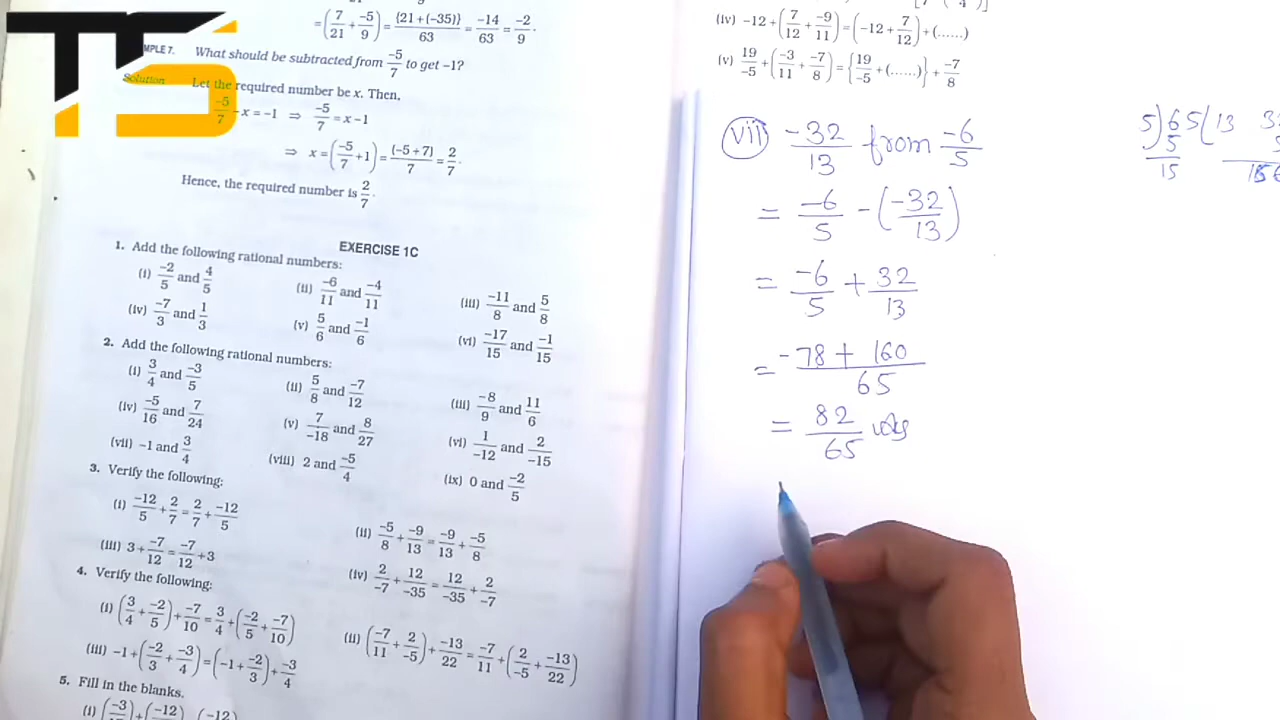 = (7/21 + -5/9) = {21+(-35)}/63 = -14/63 = -2/9.
TS
MPLE 7. What should be subtracted from -5/7 to get -1?
Solution Let the required number be x. Then,
-5/7 - x = -1 ⇒ -5/7 = x-1
⇒ x = (-5/7 + 1) = (-5+7)/7 = 2/7.
Hence, the required number is 2/7.
EXERCISE 1C
1. Add the following rational numbers:
(i) -2/5 and 4/5 (ii) -6/11 and -4/11 (iii) -11/8 and 5/8
(iv) -7/3 and 1/3 (v) 5/6 and -1/6 (vi) -17/15 and -1/15
2. Add the following rational numbers:
(i) 3/4 and -3/5 (ii) 5/8 and -7/12 (iii) -8/9 and 11/6
(iv) -5/16 and 7/24 (v) 7/-18 and 8/27 (vi) 1/-12 and 2/-15
(vii) -1 and 3/4 (viii) 2 and -5/4 (ix) 0 and -2/5
3. Verify the following:
(i) -12/5 + 2/7 = 2/7 + -12/5 (ii) -5/8 + -9/13 = -9/13 + -5/8
(iii) 3 + -7/12 = -7/12 + 3 (iv) 2/-7 + 12/-35 = 12/-35 + 2/-7
4. Verify the following:
(i) (3/4 + -2/5) + -7/10 = 3/4 + (-2/5 + -7/10) (ii) (-7/11 + 2/-5) + -13/22 = -7/11 + (2/-5 + -13/22)
(iii) -1 + (-2/3 + -3/4) = (-1 + -2/3) + -3/4
5. Fill in the blanks.
(iv) -12 + (7/12 + -9/11) = (-12 + 7/12) + (......)
(v) 19/-5 + (-3/11 + -7/8) = {19/-5 + (......)} + -7/8
(vii) -32/13 from -6/5
= -6/5 - (-32/13)
= -6/5 + 32/13
= -78 + 160/65
= 82/65
5)65(13
5
15